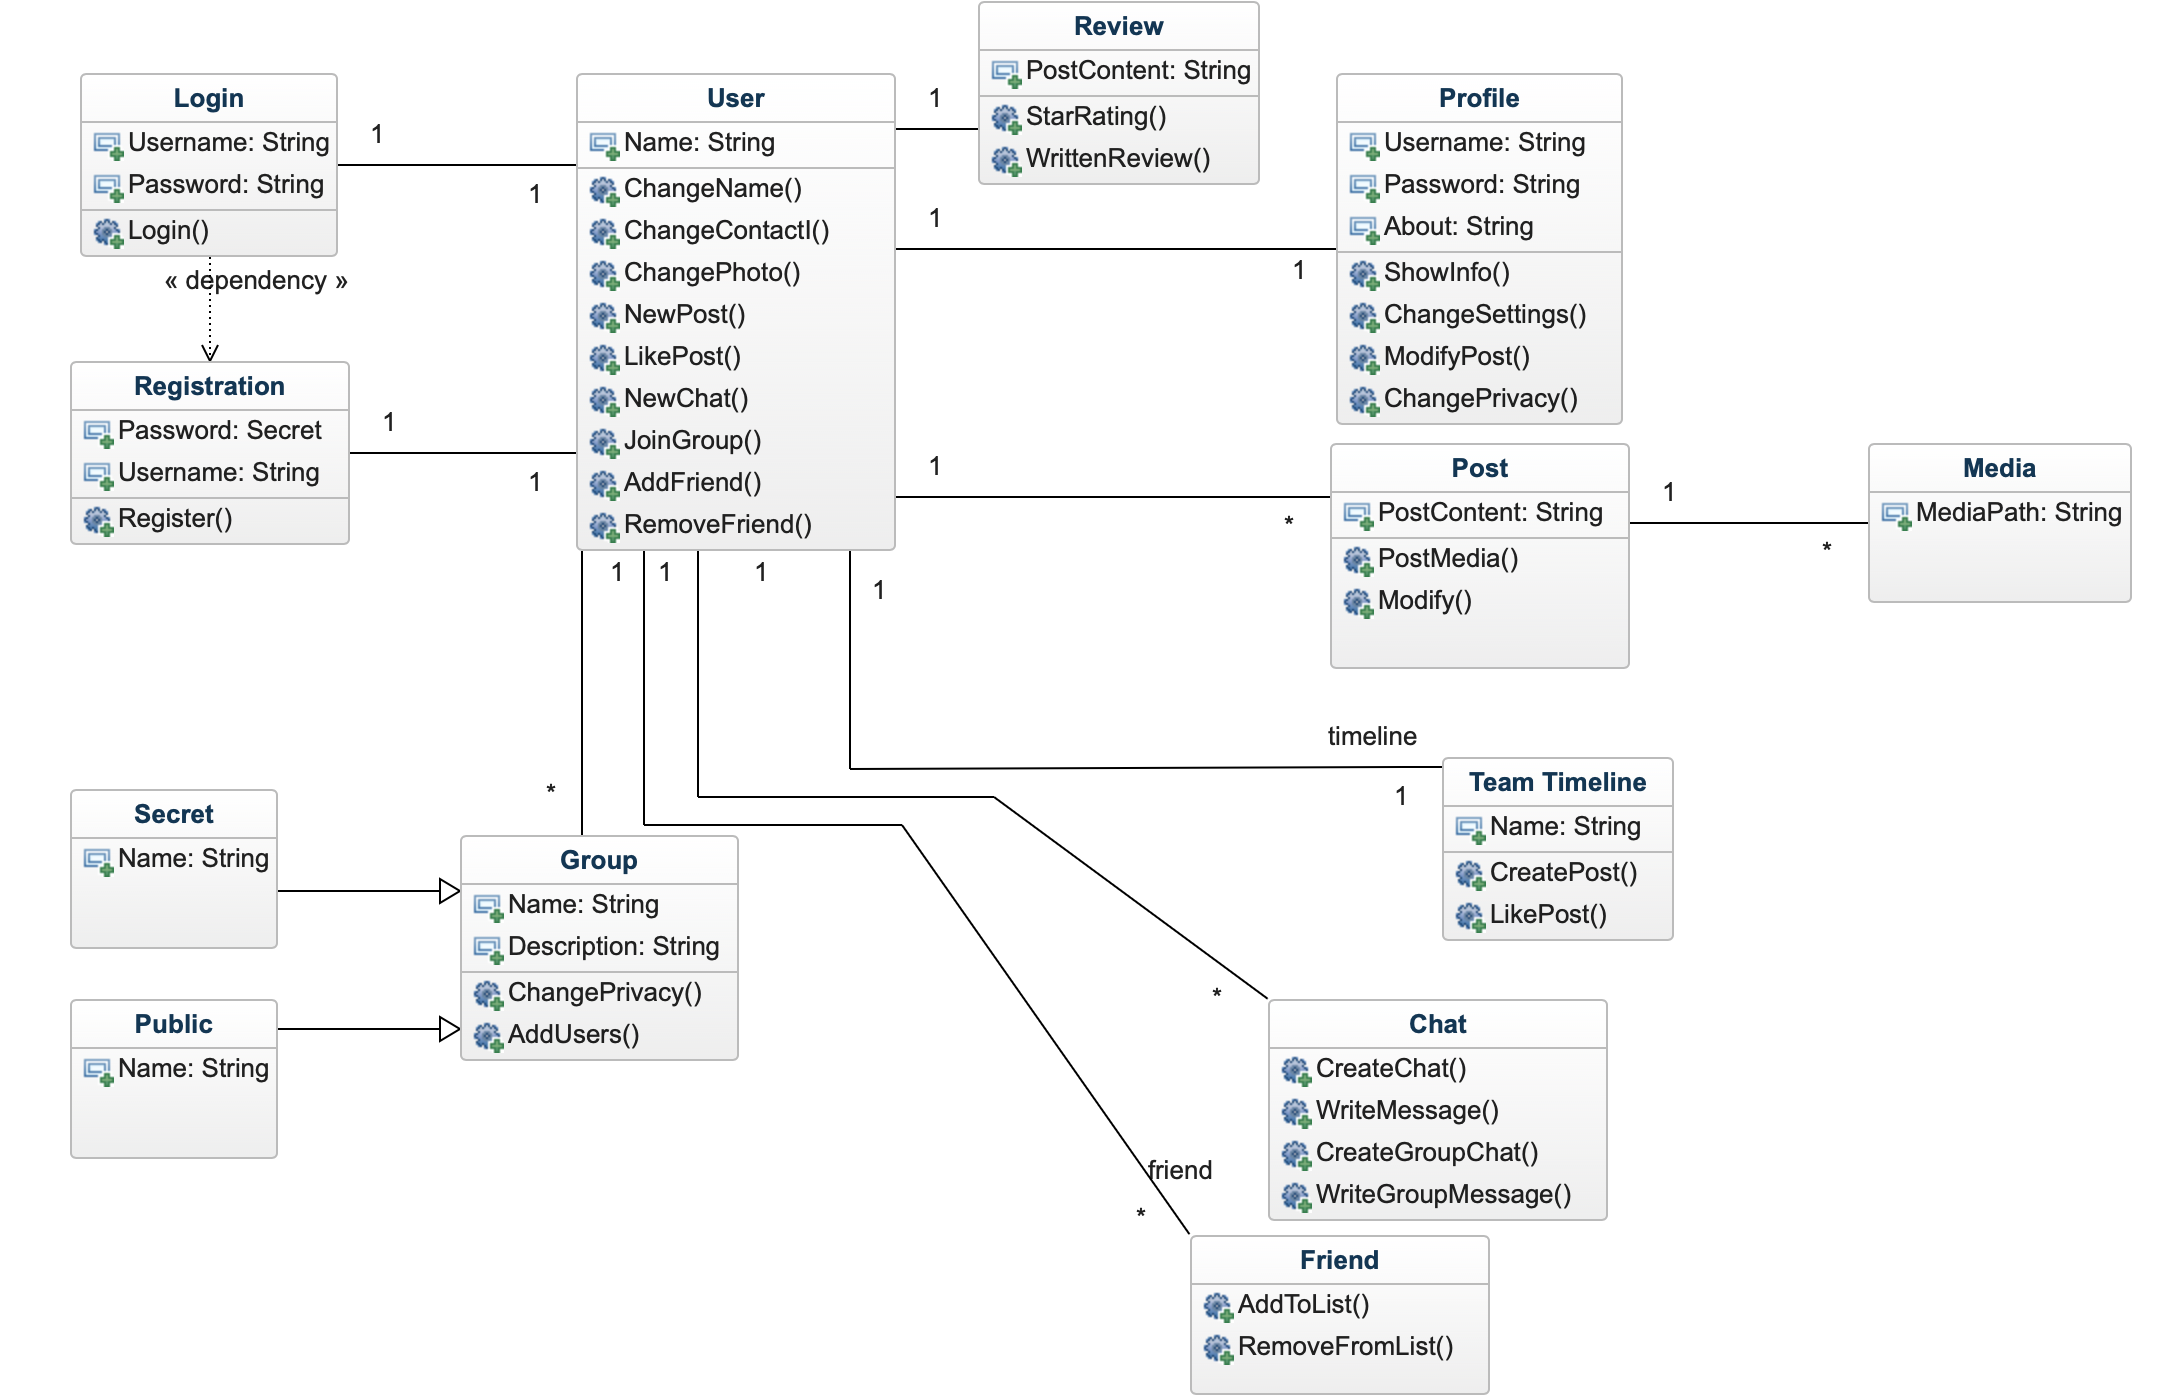 Review
PostContent: String
StarRating()
WrittenReview()
Login
Username: String
Password: String
Login()
1
1
User
Name: String
ChangeName()
ChangeContactI()
ChangePhoto()
NewPost()
LikePost()
NewChat()
JoinGroup()
AddFriend()
RemoveFriend()
1
1
1
Profile
Username: String
Password: String
About: String
ShowInfo()
ChangeSettings()
ModifyPost()
ChangePrivacy()
« dependency »
Registration
Password: Secret
Username: String
Register()
1
1
1
*
Post
PostContent: String
PostMedia()
Modify()
1
*
Media
MediaPath: String
1
1
1
1
timeline
1
Team Timeline
Name: String
CreatePost()
LikePost()
*
Secret
Name: String
Group
Name: String
Description: String
ChangePrivacy()
AddUsers()
Public
Name: String
*
Chat
CreateChat()
WriteMessage()
CreateGroupChat()
WriteGroupMessage()
friend
*
Friend
AddToList()
RemoveFromList()